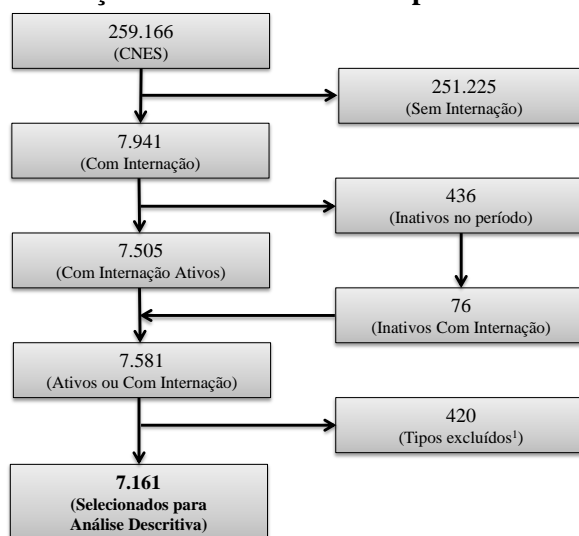 259.166
(CNES)
251.225
(Sem Internação)
7.941
(Com Internação)
436
(Inativos no período)
7.505
(Com Internação Ativos)
76
(Inativos Com Internação)
7.581
(Ativos ou Com Internação)
420
(Tipos excluídos¹)
7.161
(Selecionados para
Análise Descritiva)